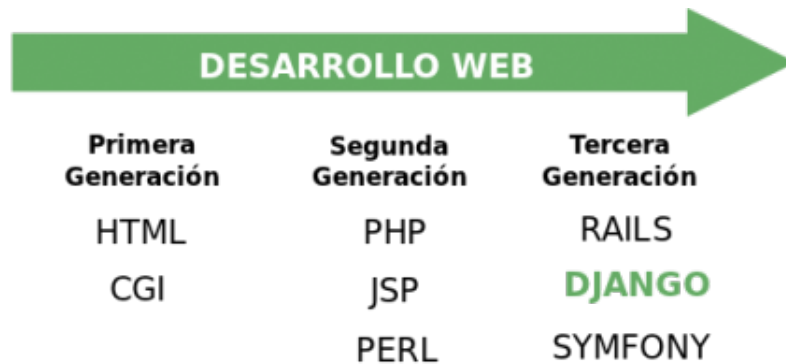 DESARROLLO WEB
Primera
Generación
HTML
CGI
Segunda
Generación
PHP
JSP
PERL
Tercera
Generación
RAILS
DJANGO
SYMFONY